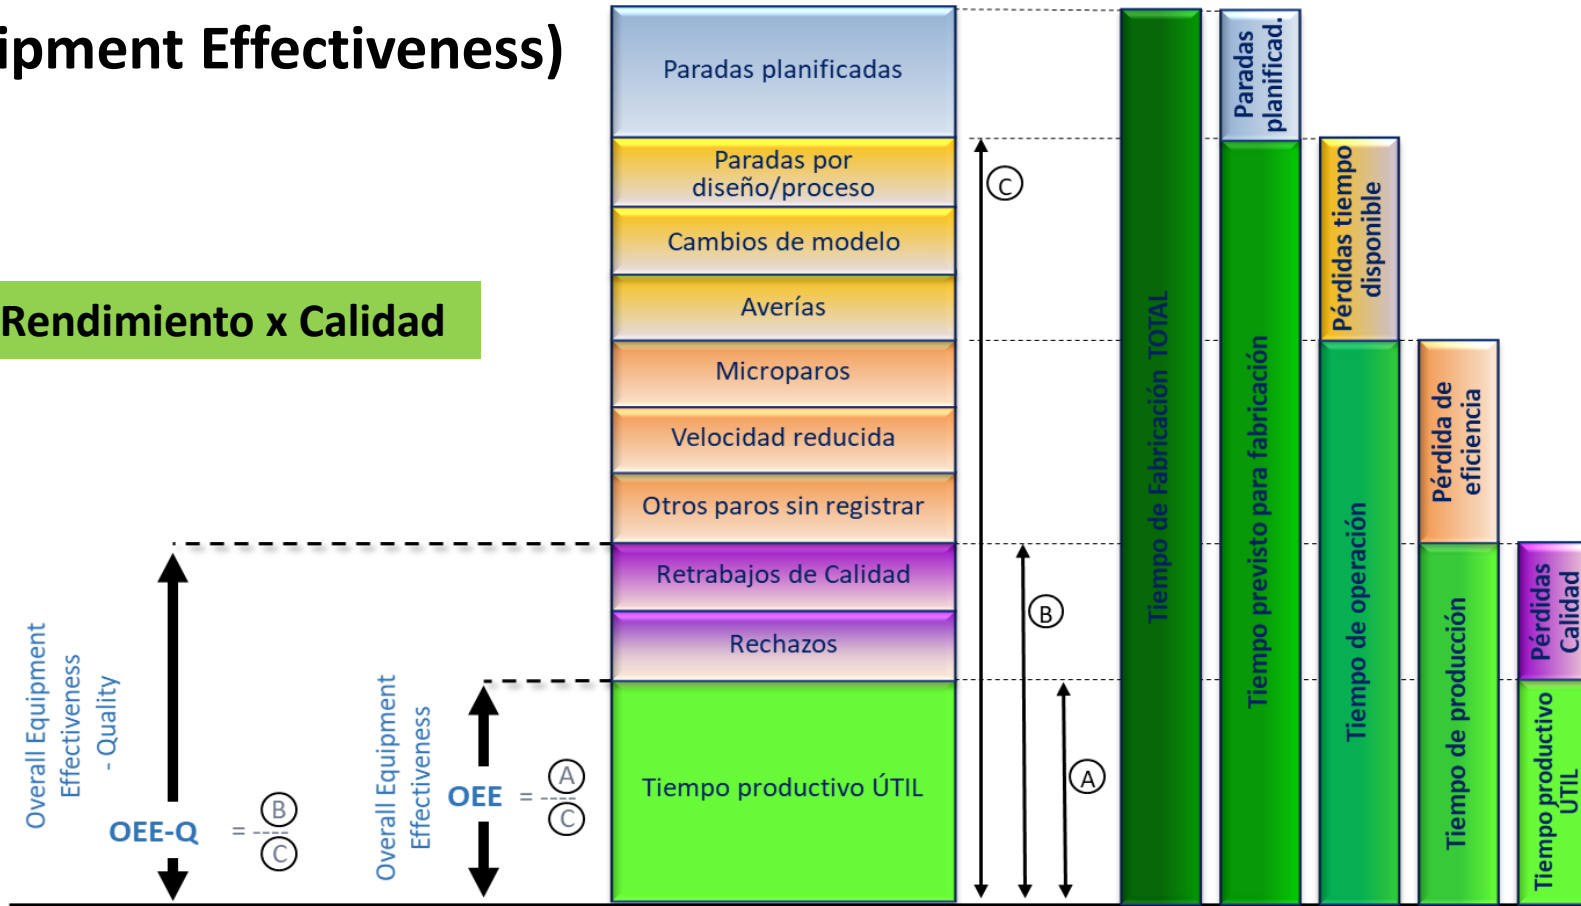 ipment Effectiveness)
Rendimiento x Calidad
Overall Equipment
Effectiveness
- Quality
OEE-Q
=
B
----
C
Overall Equipment
Effectiveness
OEE
=
A
----
C
Paradas planificadas
Paradas por
diseño/proceso
Cambios de modelo
Averías
Microparos
Velocidad reducida
Otros paros sin registrar
Retrabajos de Calidad
Rechazos
Tiempo productivo ÚTIL
C
B
A
Tiempo de Fabricación TOTAL
Paradas
planificad.
Tiempo previsto para fabricación
Pérdidas tiempo
disponible
Tiempo de operación
Pérdida de
eficiencia
Tiempo de producción
Pérdidas
Calidad
Tiempo productivo
ÚTIL